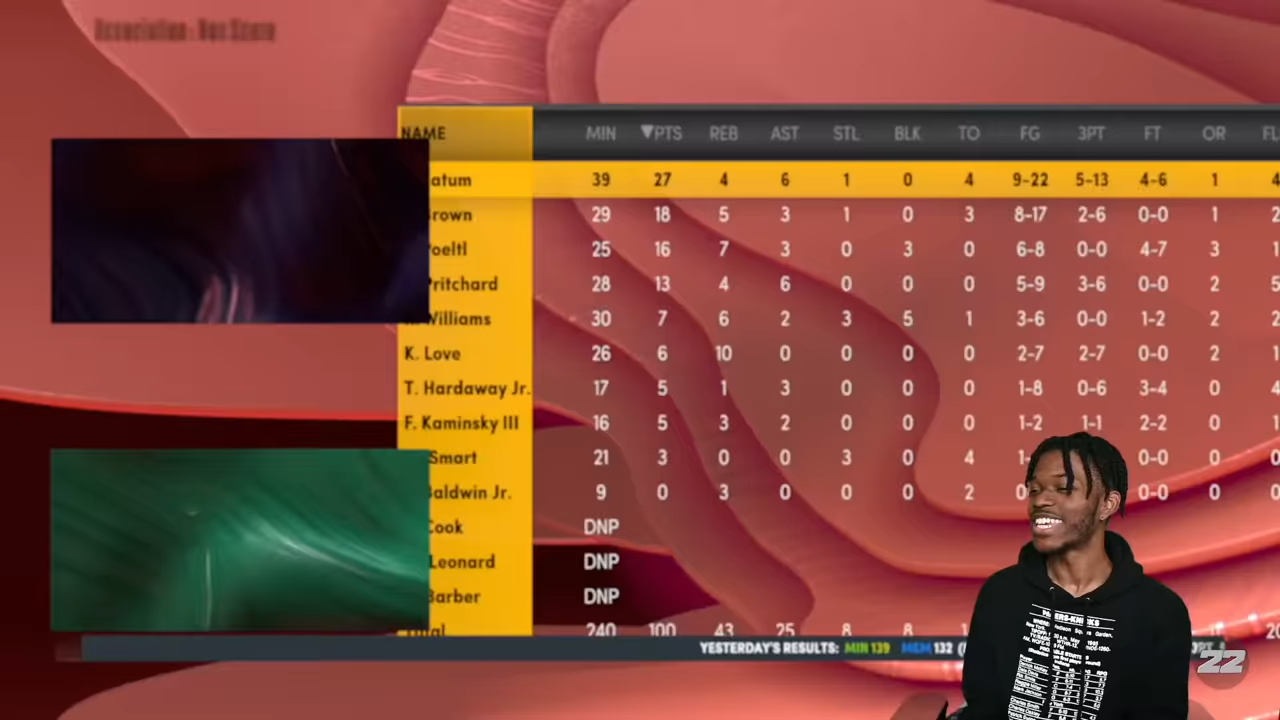 NAME MIN ▼PTS REB AST STL BLK TO FG 3PT FT OR FL
atum 39 27 4 6 1 0 4 9-22 5-13 4-6 1 4
rown 29 18 5 3 1 0 3 8-17 2-6 0-0 1 2
oeltl 25 16 7 3 0 3 0 6-8 0-0 4-7 3 1
Pritchard 28 13 4 6 0 0 0 5-9 3-6 0-0 2 5
Williams 30 7 6 2 3 5 1 3-6 0-0 1-2 2 2
K. Love 26 6 10 0 0 0 0 2-7 2-7 0-0 2 1
T. Hardaway Jr. 17 5 1 3 0 0 0 1-8 0-6 3-4 0 4
F. Kaminsky III 16 5 3 2 0 0 0 1-2 1-1 2-2 0 1
Smart 21 3 0 0 3 0 4 1- 0-0 0 0
Baldwin Jr. 9 0 3 0 0 0 2 0 0-0 0 0
Cook DNP
Leonard DNP
Barber DNP
240 100 43 25 8 8 1 20
YESTERDAY'S RESULTS: MIN 139 MEM 132
22